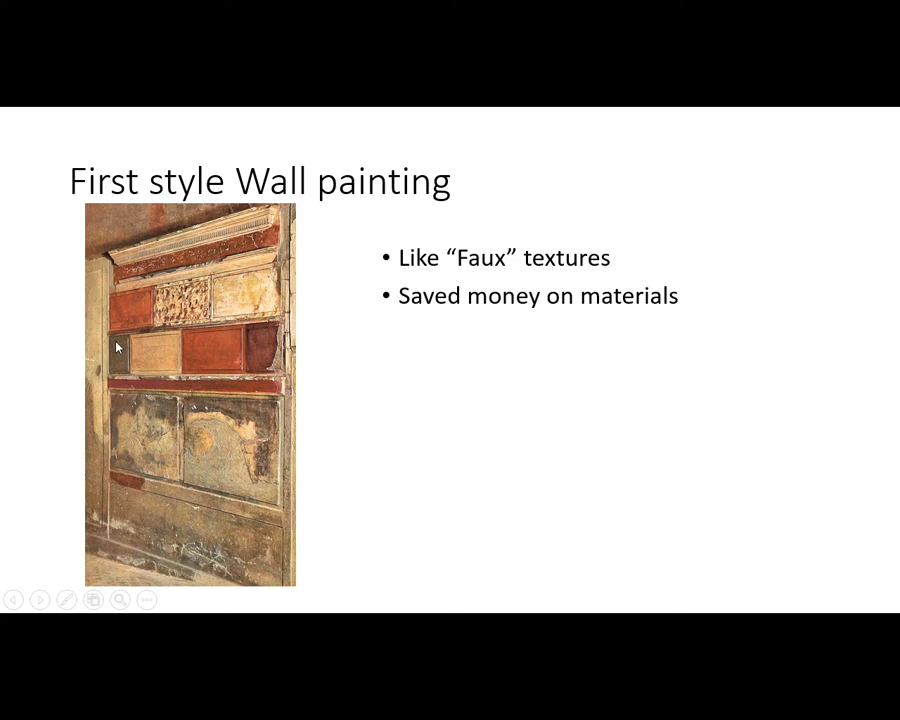 First style Wall painting
• Like “Faux” textures
• Saved money on materials